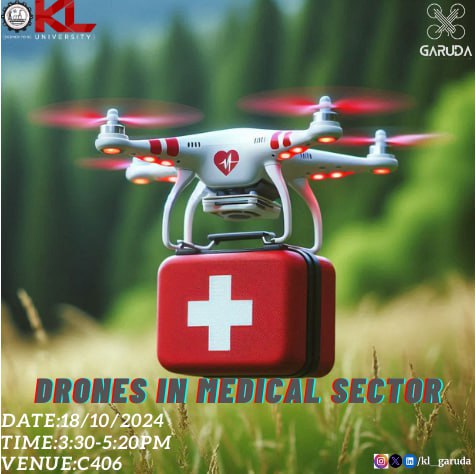 KL
UNIVERSITY
GARUDA
DRONES IN MEDICAL SECTOR
DATE:18/10/2024
TIME:3:30-5:20PM
VENUE:C406
/kl_garuda